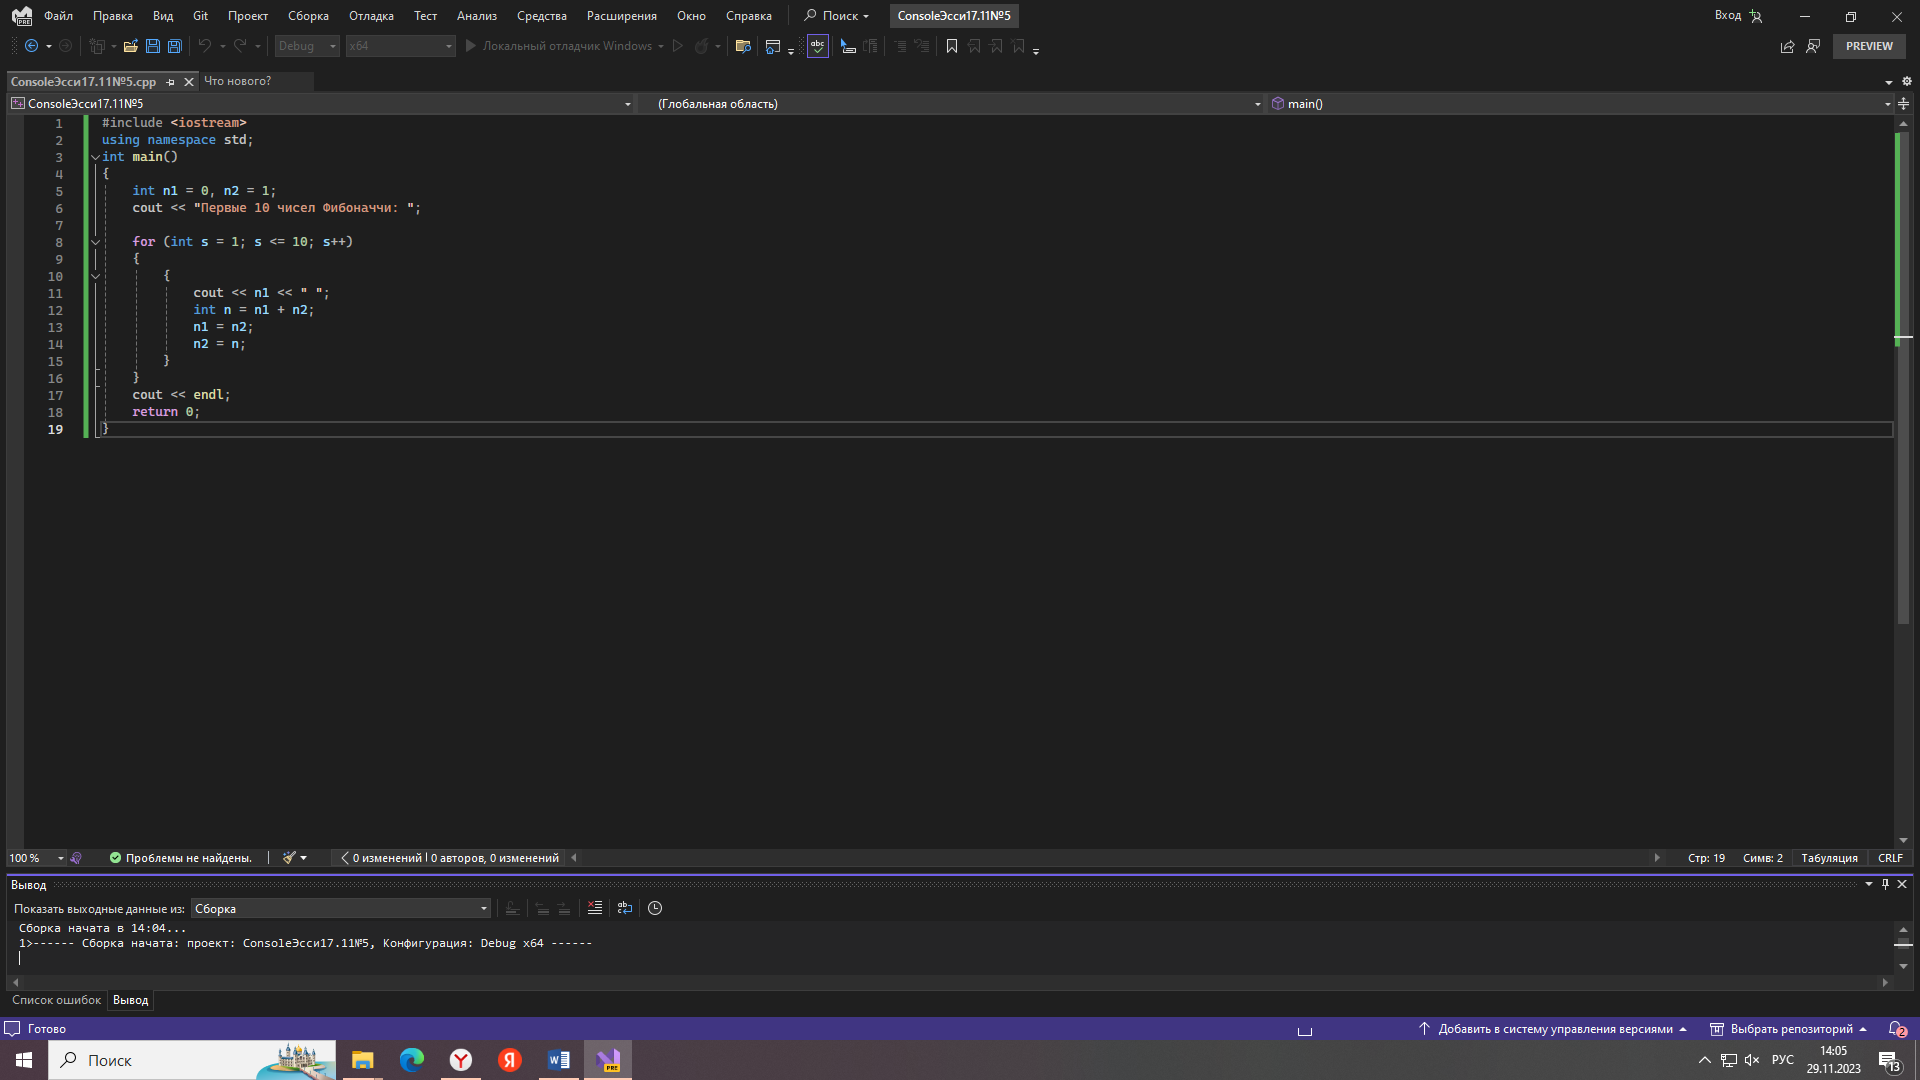 Файл Правка Вид Git Проект Сборка Отладка Тест Анализ Средства Расширения Окно Справка Поиск ConsoleЭсси17.11№5 Вход
Debug x64 Локальный отладчик Windows PREVIEW
ConsoleЭсси17.11№5.cpp Что нового?
ConsoleЭсси17.11№5 (Глобальная область) main()
1 #include <iostream>
2 using namespace std;
3 int main()
4 {
5 int n1 = 0, n2 = 1;
6 cout << "Первые 10 чисел Фибоначчи: ";
7
8 for (int s = 1; s <= 10; s++)
9 {
10 {
11 cout << n1 << " ";
12 int n = n1 + n2;
13 n1 = n2;
14 n2 = n;
15 }
16 }
17 cout << endl;
18 return 0;
19 }
100 % Проблемы не найдены. 0 изменений | 0 авторов, 0 изменений Стр: 19 Симв: 2 Табуляция CRLF
Вывод
Показать выходные данные из: Сборка
Сборка начата в 14:04...
1>------ Сборка начата: проект: ConsoleЭсси17.11№5, Конфигурация: Debug x64 ------
Список ошибок Вывод
Готово Добавить в систему управления версиями Выбрать репозиторий 2
Поиск PRE РУС 14:05
29.11.2023 13